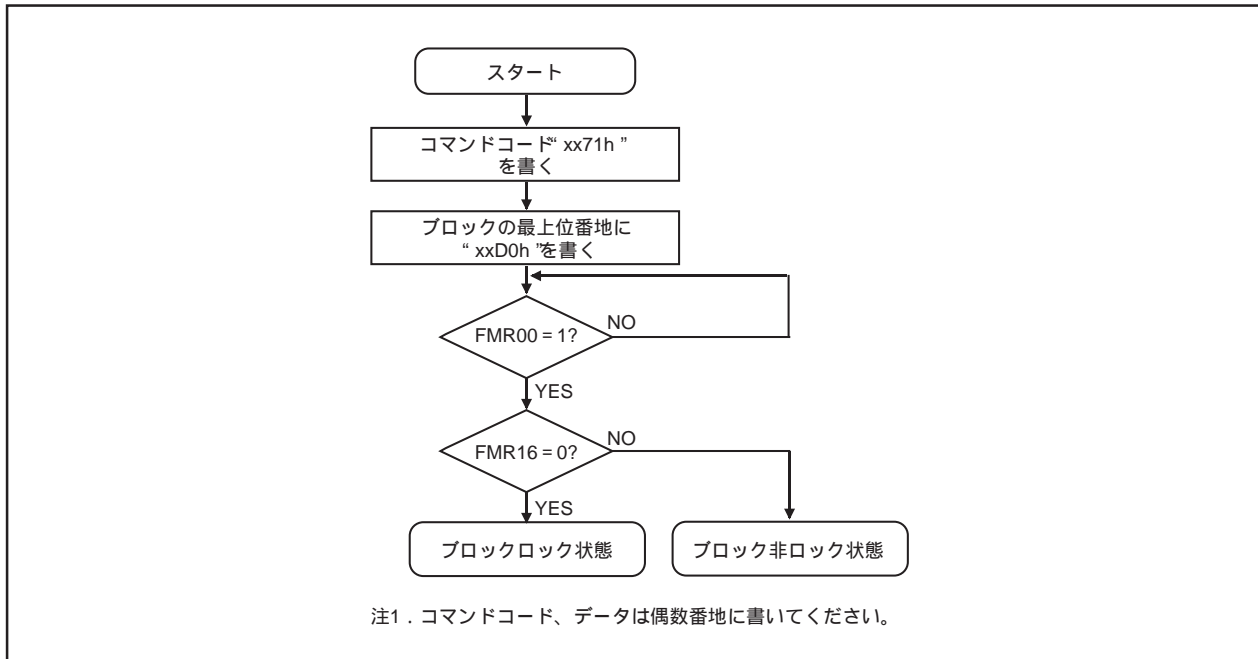 スタート
コマンドコード“ xx71h ”
を書く
ブロックの最上位番地に
“ xxD0h ”を書く
FMR00 = 1?
NO
YES
FMR16 = 0?
NO
YES
ブロックロック状態
ブロック非ロック状態
注1．コマンドコード、データは偶数番地に書いてください。